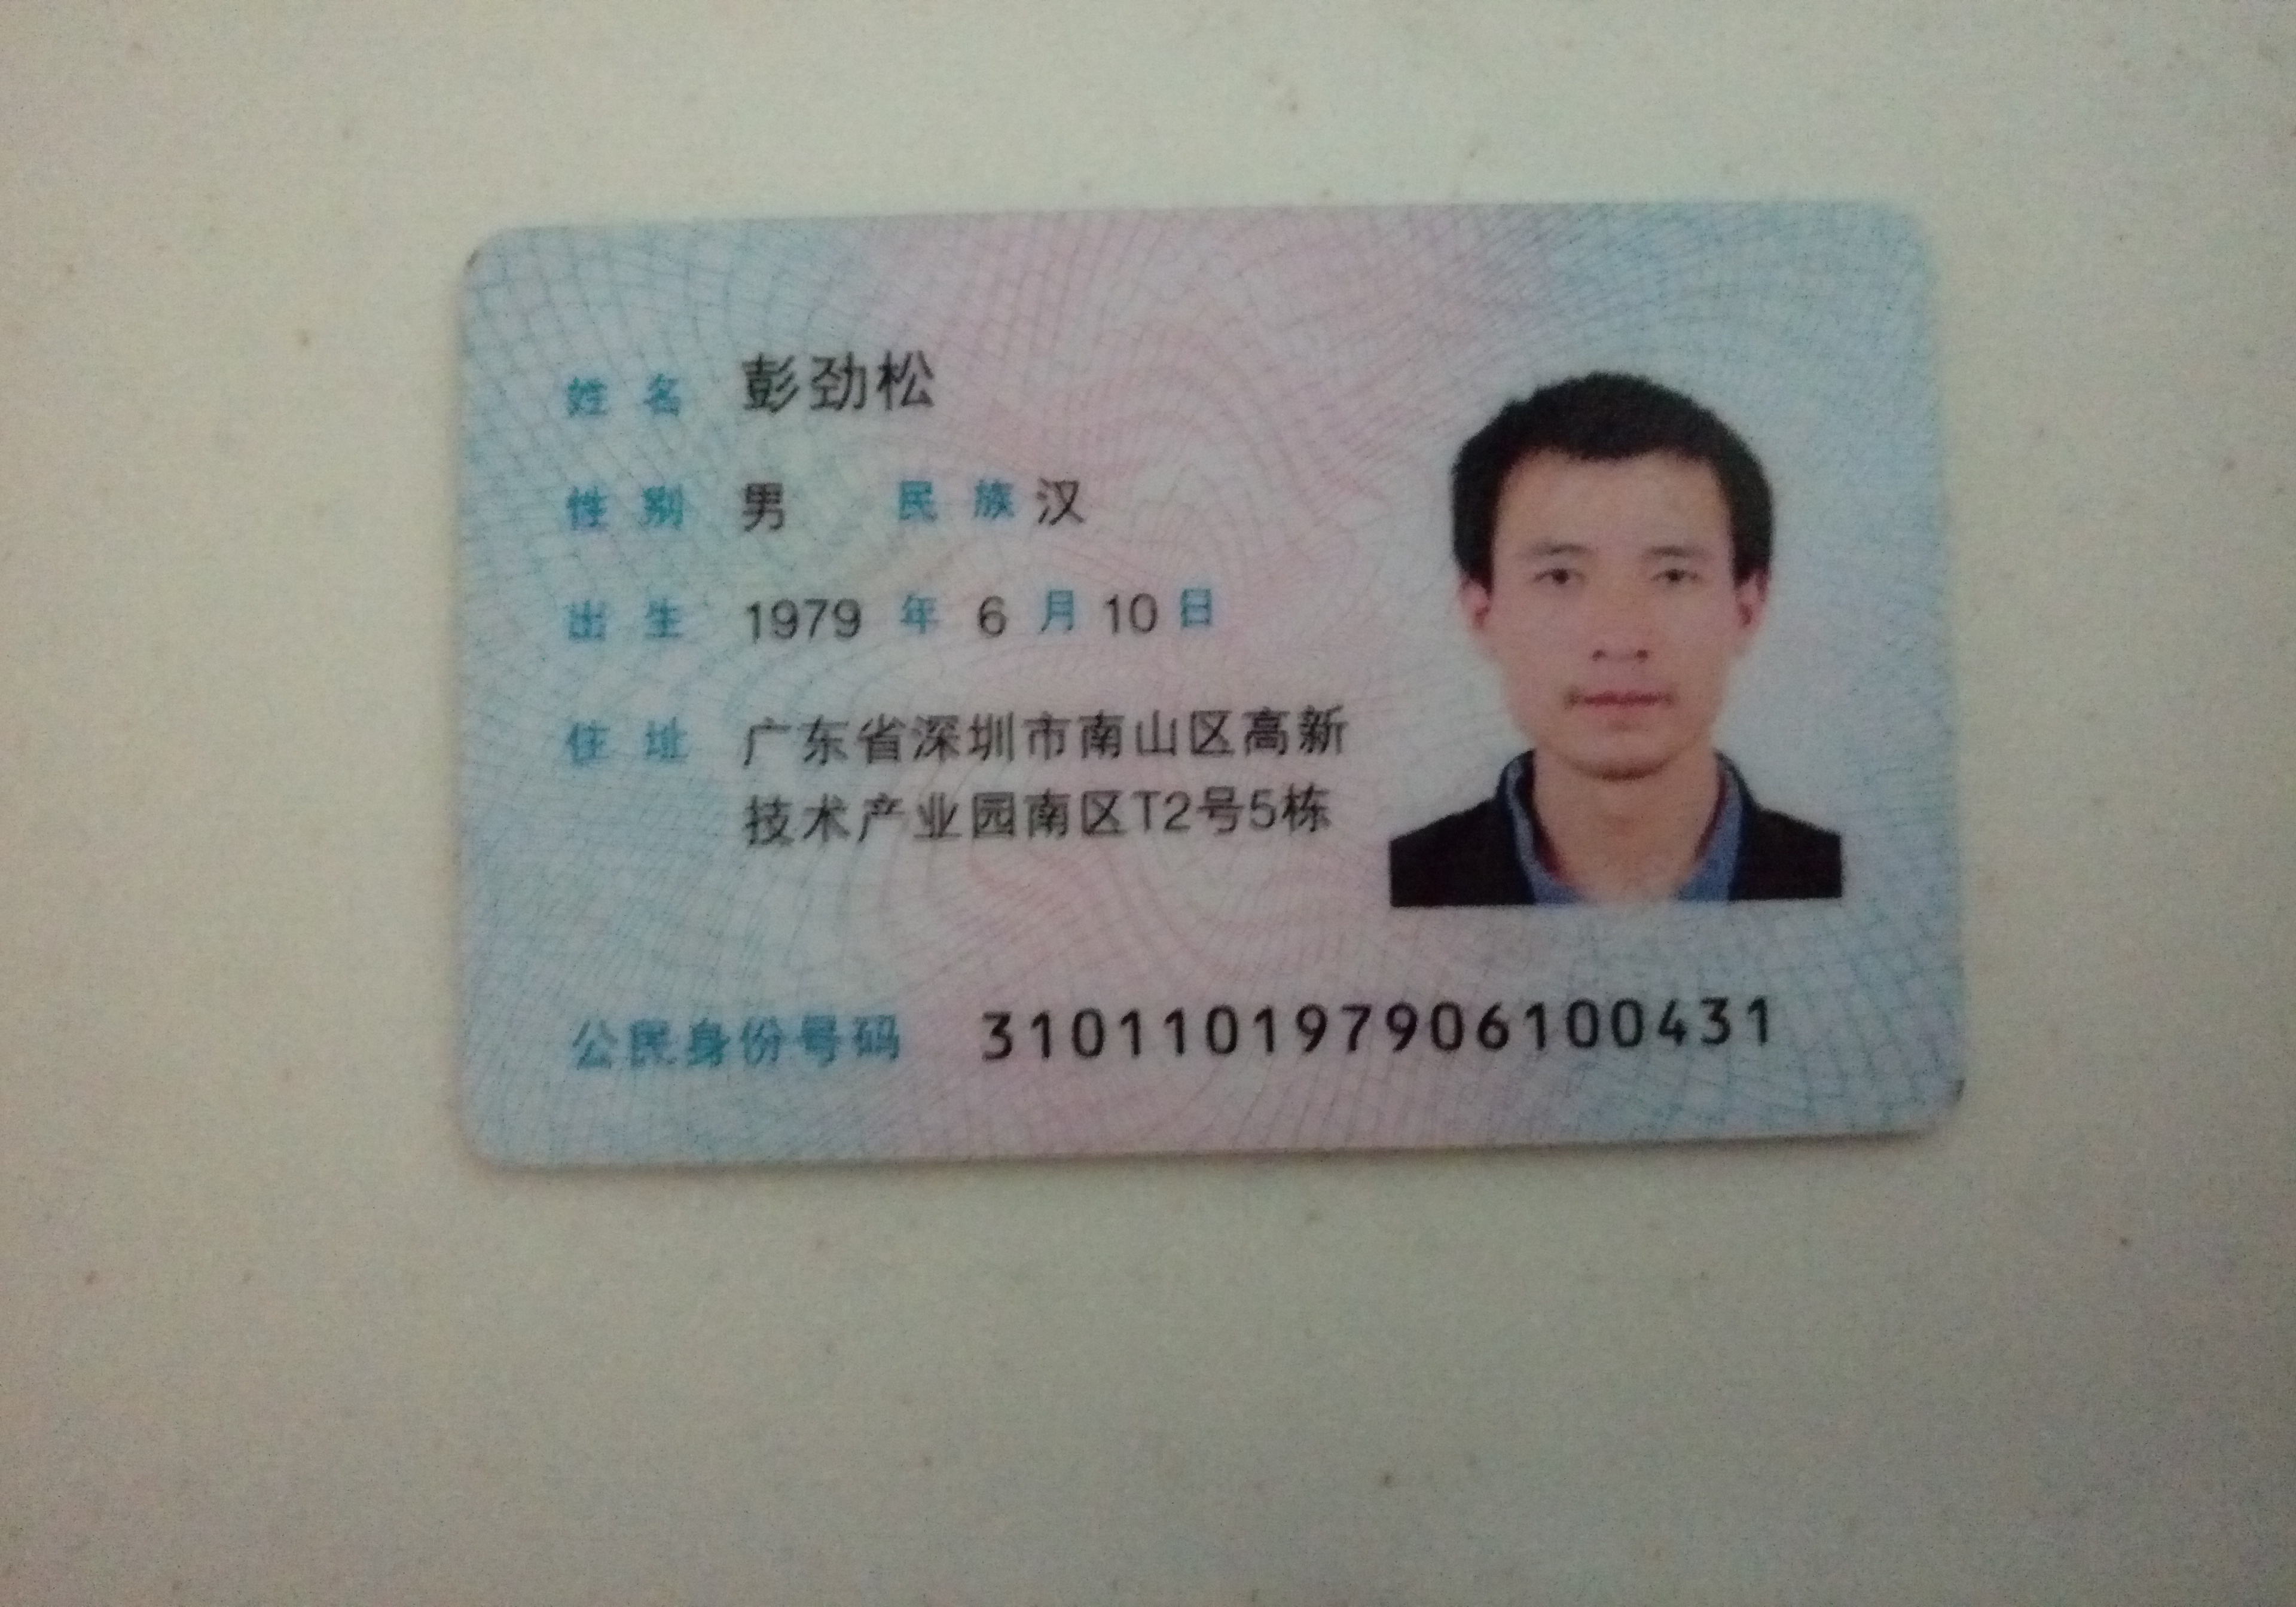 姓名 彭劲松
性别 男 民族 汉
出生 1979 年 6 月 10 日
住址 广东省深圳市南山区高新
技术产业园南区T2号5栋
公民身份号码 310110197906100431